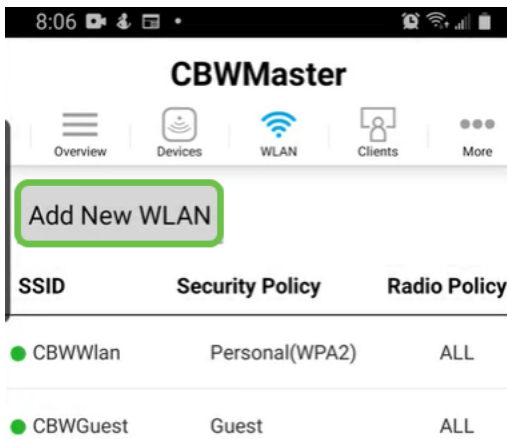 8:06
CBWMaster
Overview Devices WLAN Clients More
Add New WLAN
SSID Security Policy Radio Policy
CBWWlan Personal(WPA2) ALL
CBWGuest Guest ALL